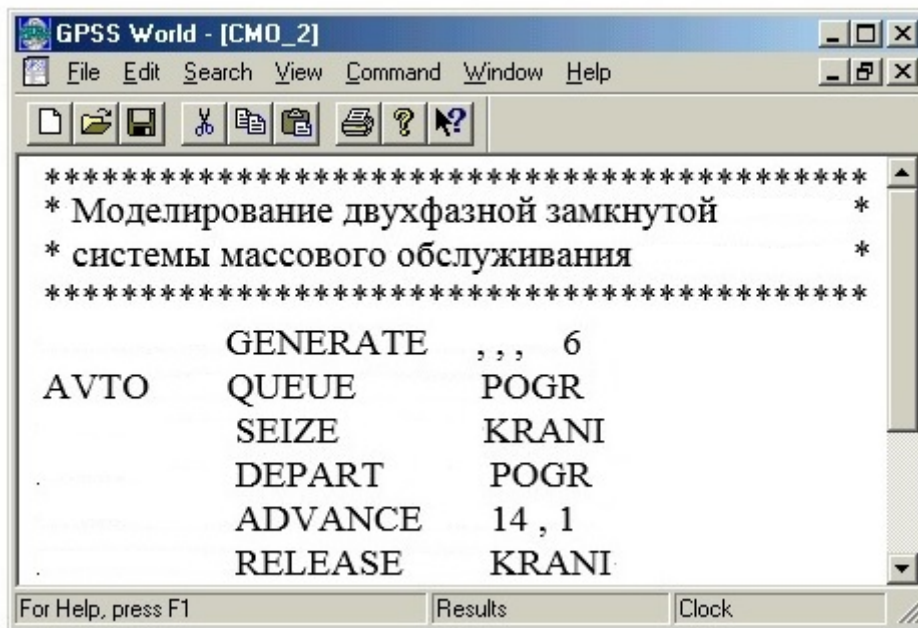 GPSS World - [CMO_2]
File Edit Search View Command Window Help
*******************************************
* Моделирование двухфазной замкнутой *
* системы массового обслуживания *
*******************************************
GENERATE , , , 6
AVTO QUEUE POGR
SEIZE KRANI
DEPART POGR
ADVANCE 14 , 1
RELEASE KRANI
For Help, press F1 Results Clock